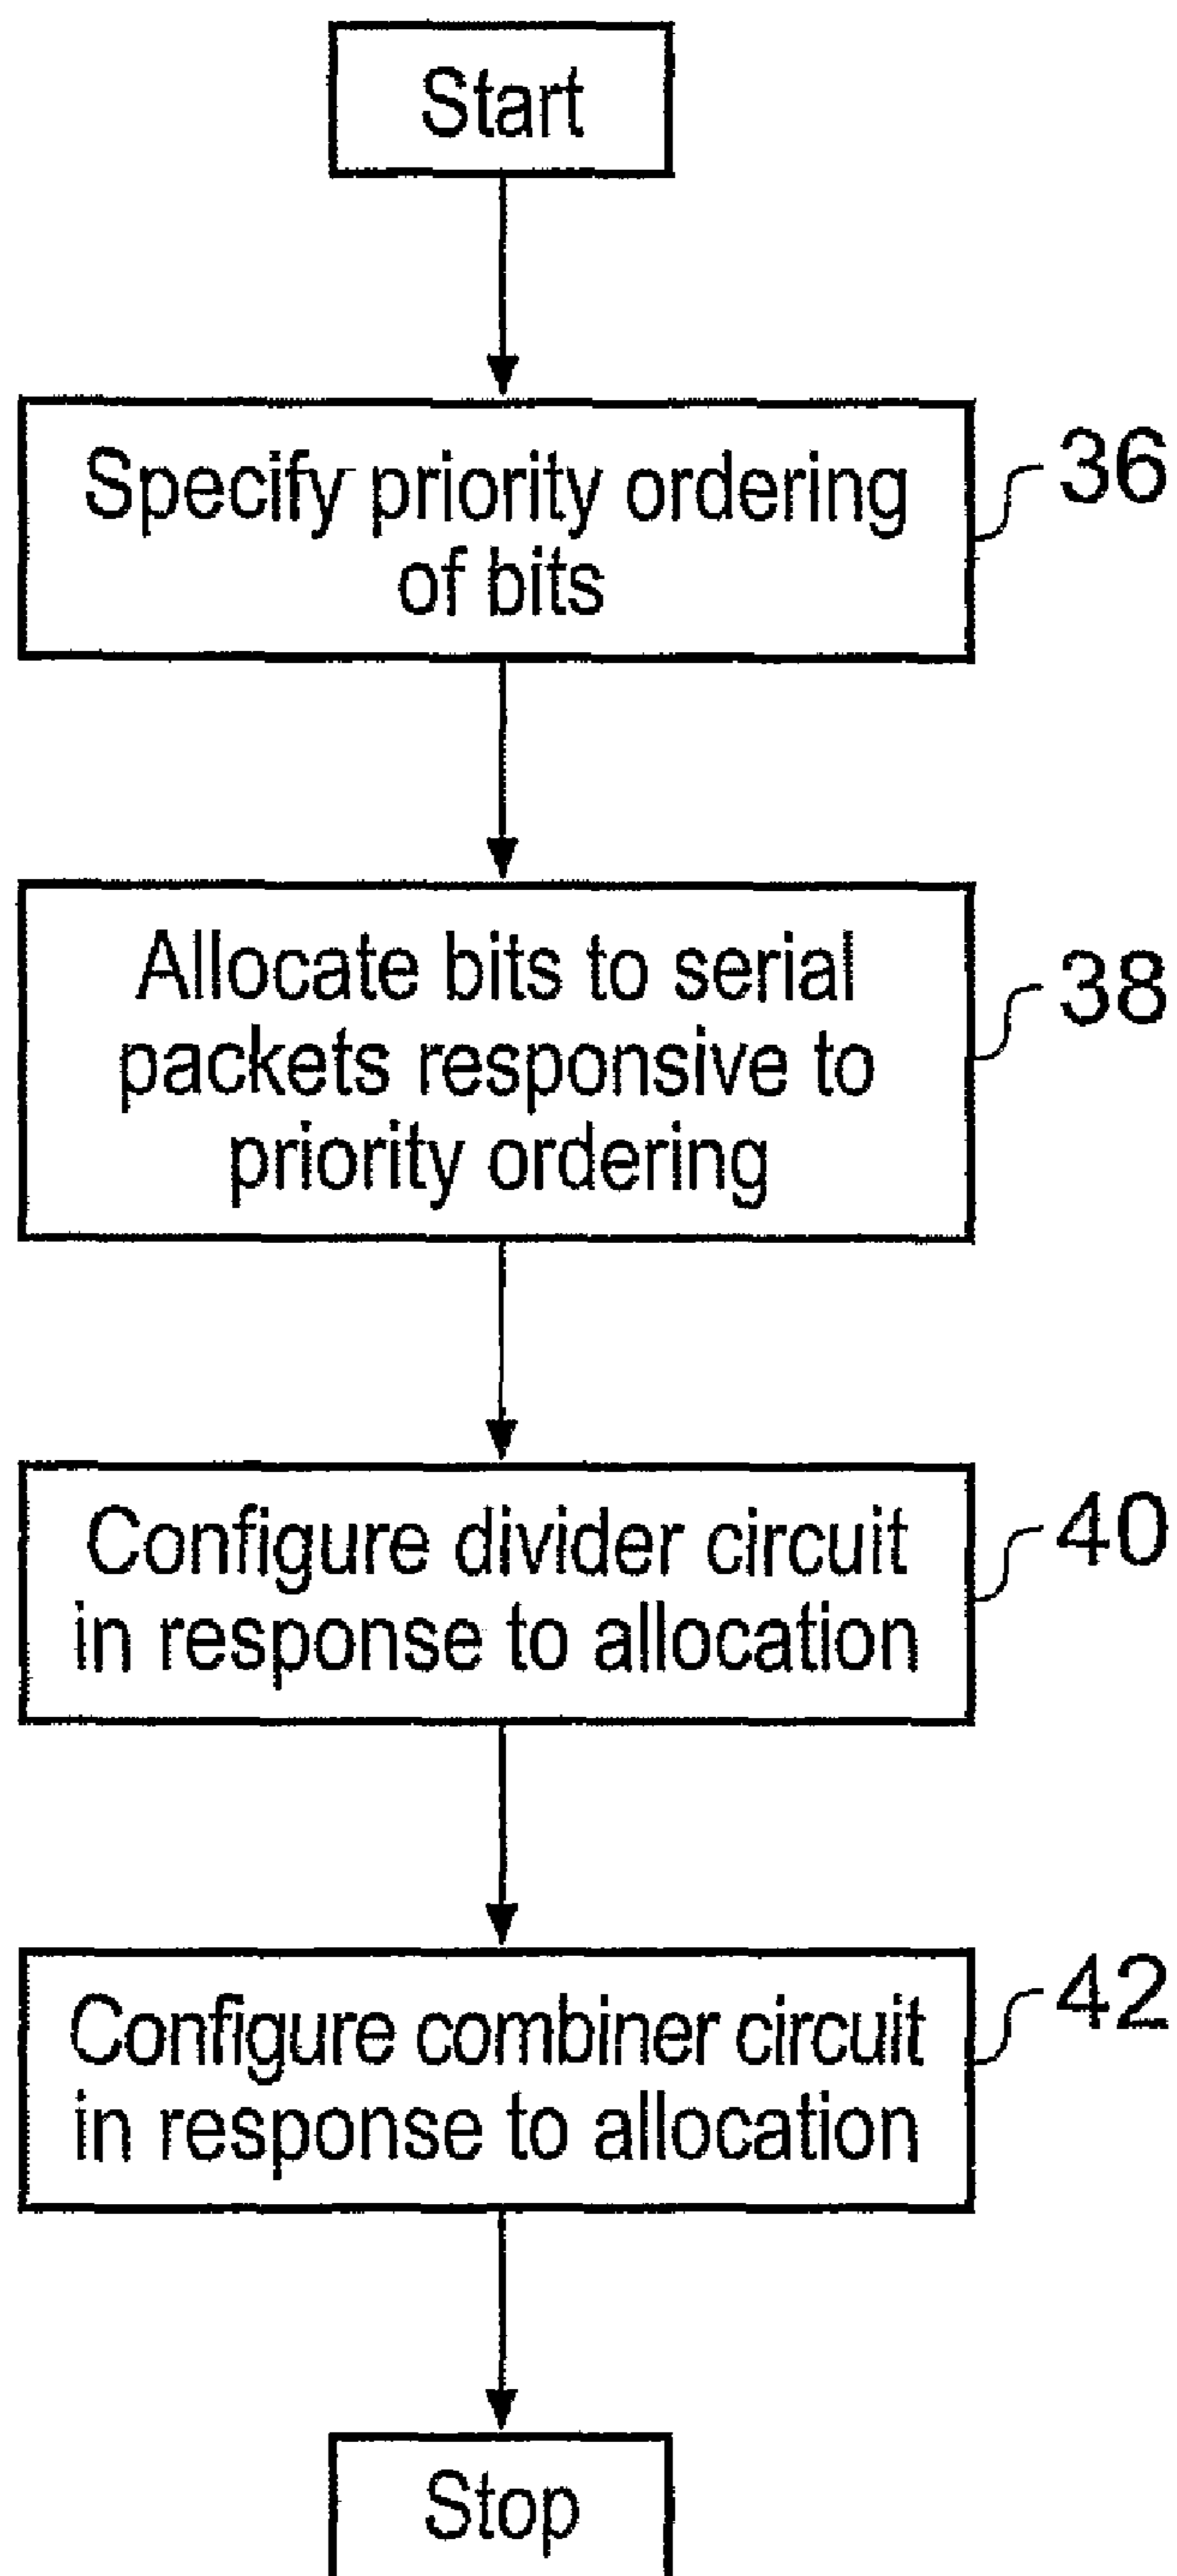 Start
Specify priority ordering
of bits
36
Allocate bits to serial
packets responsive to
priority ordering
38
Configure divider circuit
in response to allocation
40
Configure combiner circuit
in response to allocation
42
Stop